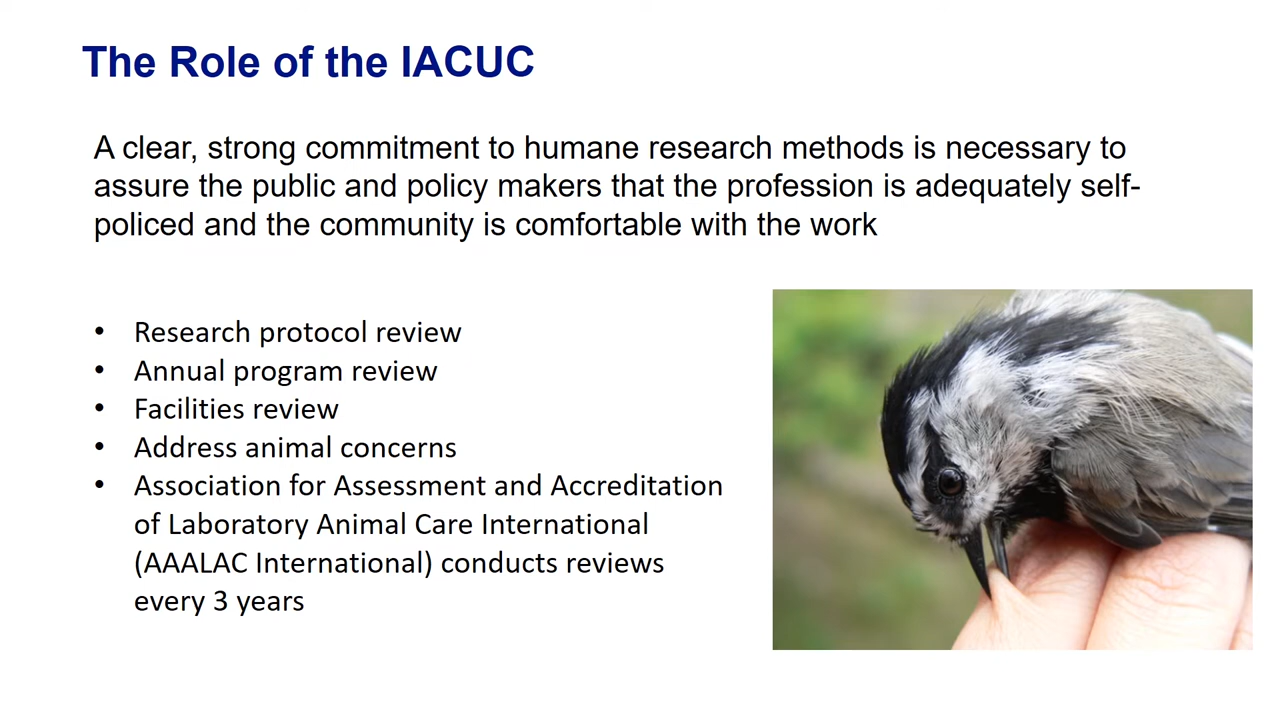 The Role of the IACUC
A clear, strong commitment to humane research methods is necessary to
assure the public and policy makers that the profession is adequately self-
policed and the community is comfortable with the work
• Research protocol review
• Annual program review
• Facilities review
• Address animal concerns
• Association for Assessment and Accreditation
of Laboratory Animal Care International
(AAALAC International) conducts reviews
every 3 years